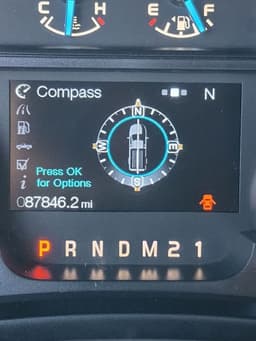 C H E F
Compass N
N
W E
S
Press OK
for Options
i
087846.2 mi
P R N D M 2 1